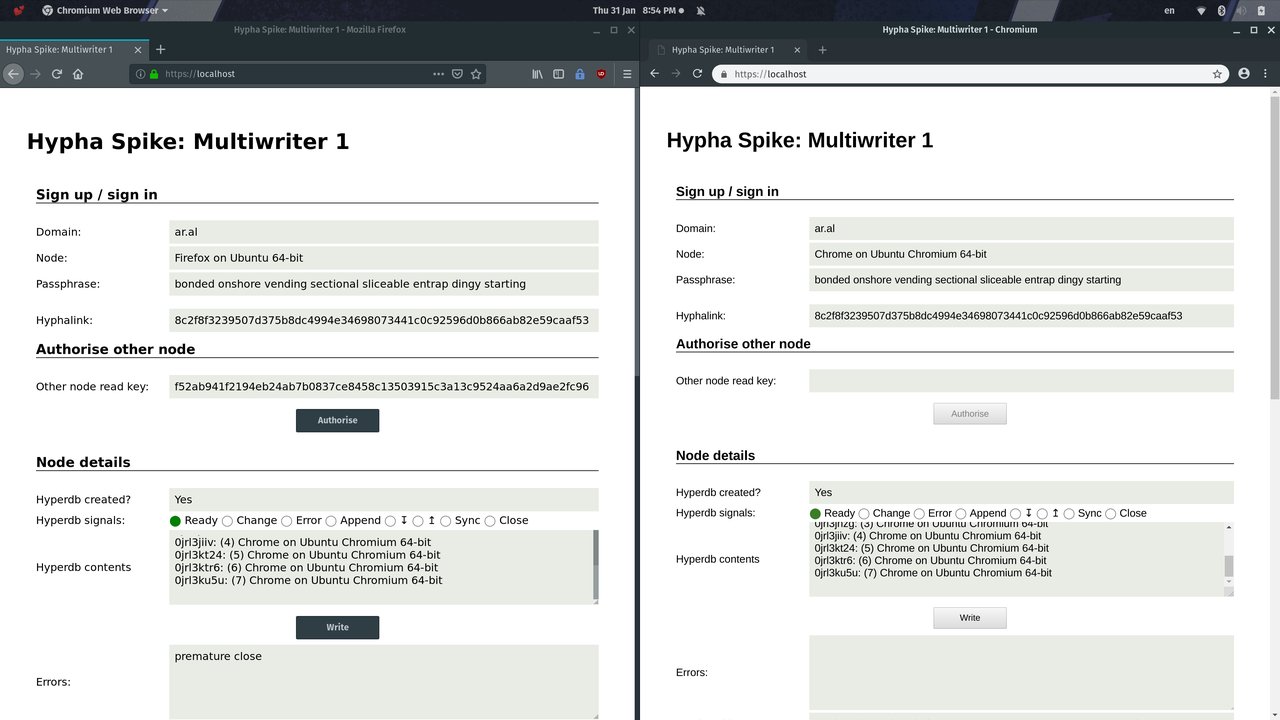 Chromium Web Browser
Thu 31 Jan 8:54 PM
en
Hypha Spike: Multiwriter 1 - Mozilla Firefox
Hypha Spike: Multiwriter 1
https://localhost
Hypha Spike: Multiwriter 1
Sign up / sign in
Domain: ar.al
Node: Firefox on Ubuntu 64-bit
Passphrase: bonded onshore vending sectional sliceable entrap dingy starting
Hyphalink: 8c2f8f3239507d375b8dc4994e34698073441c0c92596d0b866ab82e59caaf53
Authorise other node
Other node read key: f52ab941f2194eb24ab7b0837ce8458c13503915c3a13c9524aa6a2d9ae2fc96
Authorise
Node details
Hyperdb created? Yes
Hyperdb signals: Ready Change Error Append ↧ ↥ Sync Close
Hyperdb contents
0jrl3jiiv: (4) Chrome on Ubuntu Chromium 64-bit
0jrl3kt24: (5) Chrome on Ubuntu Chromium 64-bit
0jrl3ktr6: (6) Chrome on Ubuntu Chromium 64-bit
0jrl3ku5u: (7) Chrome on Ubuntu Chromium 64-bit
Write
Errors: premature close
Hypha Spike: Multiwriter 1 - Chromium
Hypha Spike: Multiwriter 1
https://localhost
Hypha Spike: Multiwriter 1
Sign up / sign in
Domain: ar.al
Node: Chrome on Ubuntu Chromium 64-bit
Passphrase: bonded onshore vending sectional sliceable entrap dingy starting
Hyphalink: 8c2f8f3239507d375b8dc4994e34698073441c0c92596d0b866ab82e59caaf53
Authorise other node
Other node read key:
Authorise
Node details
Hyperdb created? Yes
Hyperdb signals: Ready Change Error Append ↧ ↥ Sync Close
Hyperdb contents
(3) Chrome on Ubuntu Chromium 64-bit
0jrl3jiiv: (4) Chrome on Ubuntu Chromium 64-bit
0jrl3kt24: (5) Chrome on Ubuntu Chromium 64-bit
0jrl3ktr6: (6) Chrome on Ubuntu Chromium 64-bit
0jrl3ku5u: (7) Chrome on Ubuntu Chromium 64-bit
Write
Errors: